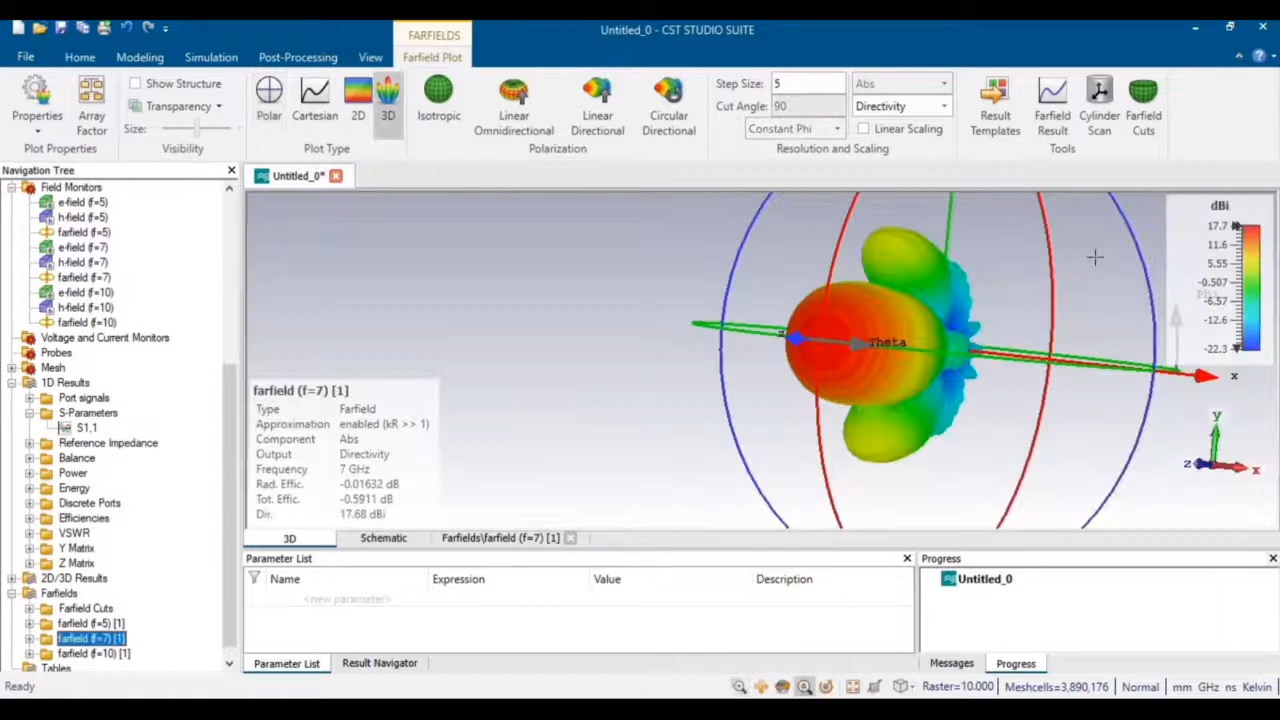 Untitled_0 - CST STUDIO SUITE
FARFIELDS
File Home Modeling Simulation Post-Processing View Farfield Plot
Properties
Array Factor
Plot Properties
Show Structure
Transparency
Size:
Visibility
Polar
Cartesian
2D
3D
Plot Type
Isotropic
Linear Omnidirectional
Linear Directional
Circular Directional
Polarization
Step Size: 5 Abs
Cut Angle: 90 Directivity
Constant Phi Linear Scaling
Resolution and Scaling
Result Templates
Farfield Result
Cylinder Scan
Farfield Cuts
Tools
Navigation Tree
Field Monitors
e-field (f=5)
h-field (f=5)
farfield (f=5)
e-field (f=7)
h-field (f=7)
farfield (f=7)
e-field (f=10)
h-field (f=10)
farfield (f=10)
Voltage and Current Monitors
Probes
Mesh
1D Results
Port signals
S-Parameters
S1,1
Reference Impedance
Balance
Power
Energy
Discrete Ports
Efficiencies
VSWR
Y Matrix
Z Matrix
2D/3D Results
Farfields
Farfield Cuts
farfield (f=5) [1]
farfield (f=7) [1]
farfield (f=10) [1]
Tables
Untitled_0*
z
Theta
x
Phi
dBi
17.7
11.6
5.55
-0.507
-6.57
-12.6
-22.3
y
z
x
farfield (f=7) [1]
Type Farfield
Approximation enabled (kR >> 1)
Component Abs
Output Directivity
Frequency 7 GHz
Rad. Effic. -0.01632 dB
Tot. Effic. -0.5911 dB
Dir. 17.68 dBi
3D Schematic Farfields\farfield (f=7) [1]
Parameter List
Name Expression Value Description
<new parameter>
Parameter List Result Navigator
Progress
Untitled_0
Messages Progress
Ready
Raster=10.000 Meshcells=3,890,176 Normal mm GHz ns Kelvin